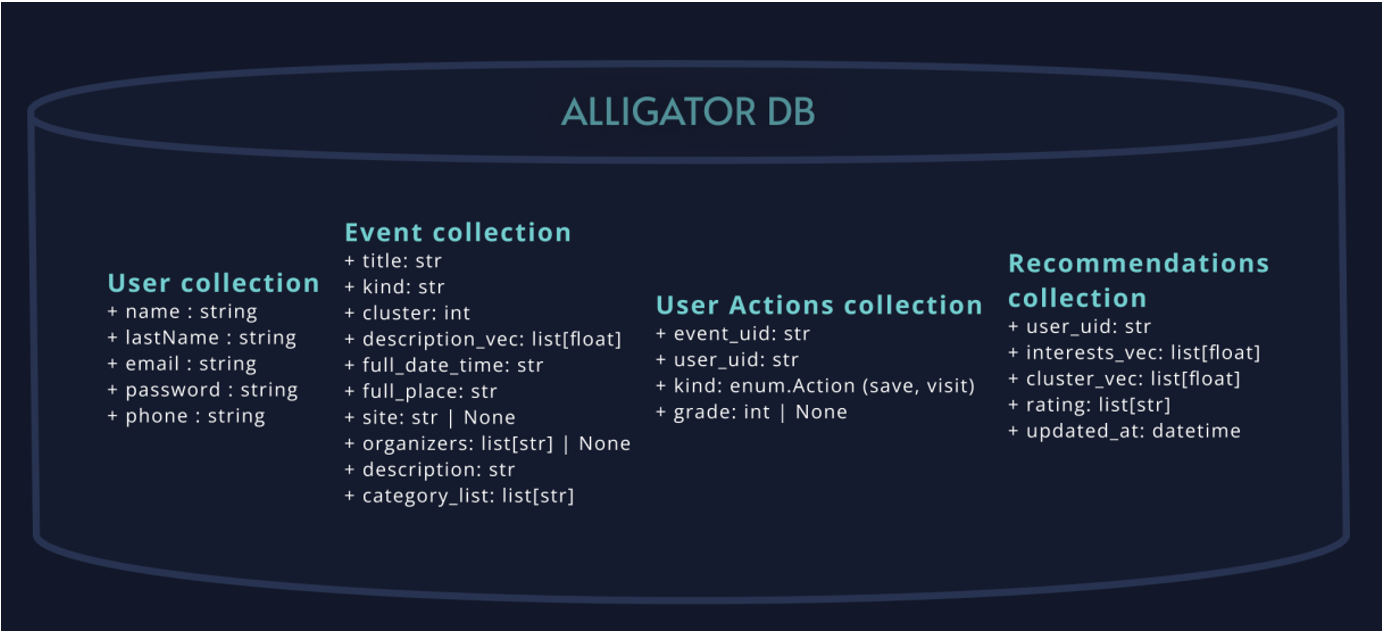 ALLIGATOR DB
User collection
+ name : string
+ lastName : string
+ email : string
+ password : string
+ phone : string
Event collection
+ title: str
+ kind: str
+ cluster: int
+ description_vec: list[float]
+ full_date_time: str
+ full_place: str
+ site: str | None
+ organizers: list[str] | None
+ description: str
+ category_list: list[str]
User Actions collection
+ event_uid: str
+ user_uid: str
+ kind: enum.Action (save, visit)
+ grade: int | None
Recommendations
collection
+ user_uid: str
+ interests_vec: list[float]
+ cluster_vec: list[float]
+ rating: list[str]
+ updated_at: datetime